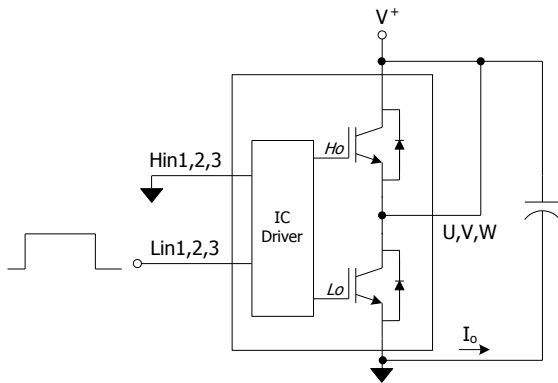 V+
Hin1,2,3
Ho
IC
Driver
U,V,W
Lin1,2,3
Lo
Io